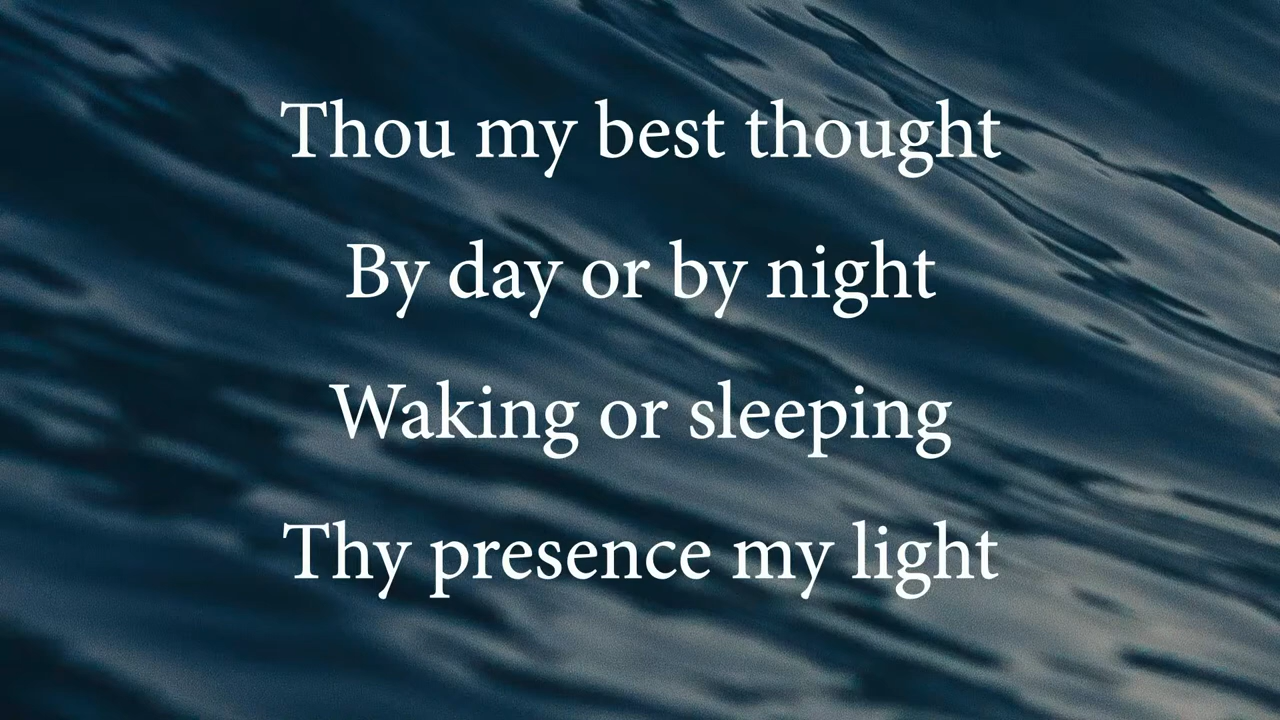 Thou my best thought
By day or by night
Waking or sleeping
Thy presence my light